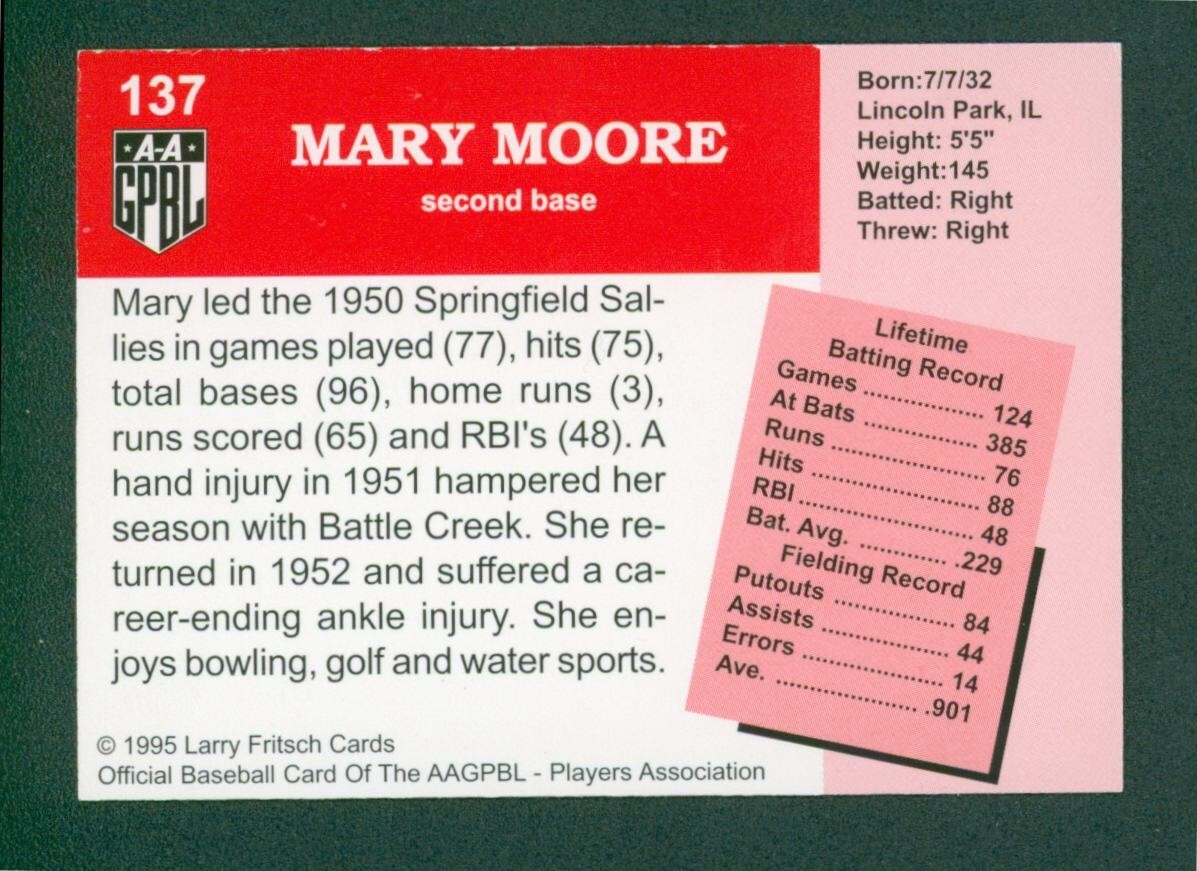 137
★ A-A ★
GPBL
MARY MOORE
second base
Born:7/7/32
Lincoln Park, IL
Height: 5'5"
Weight:145
Batted: Right
Threw: Right
Mary led the 1950 Springfield Sal-
lies in games played (77), hits (75),
total bases (96), home runs (3),
runs scored (65) and RBI's (48). A
hand injury in 1951 hampered her
season with Battle Creek. She re-
turned in 1952 and suffered a ca-
reer-ending ankle injury. She en-
joys bowling, golf and water sports.
Lifetime
Batting Record
Games ................. 124
At Bats ................ 385
Runs ...................... 76
Hits ........................ 88
RBI ......................... 48
Bat. Avg. ............. .229
Fielding Record
Putouts ................. 84
Assists .................. 44
Errors .................... 14
Ave. .................... .901
© 1995 Larry Fritsch Cards
Official Baseball Card Of The AAGPBL - Players Association